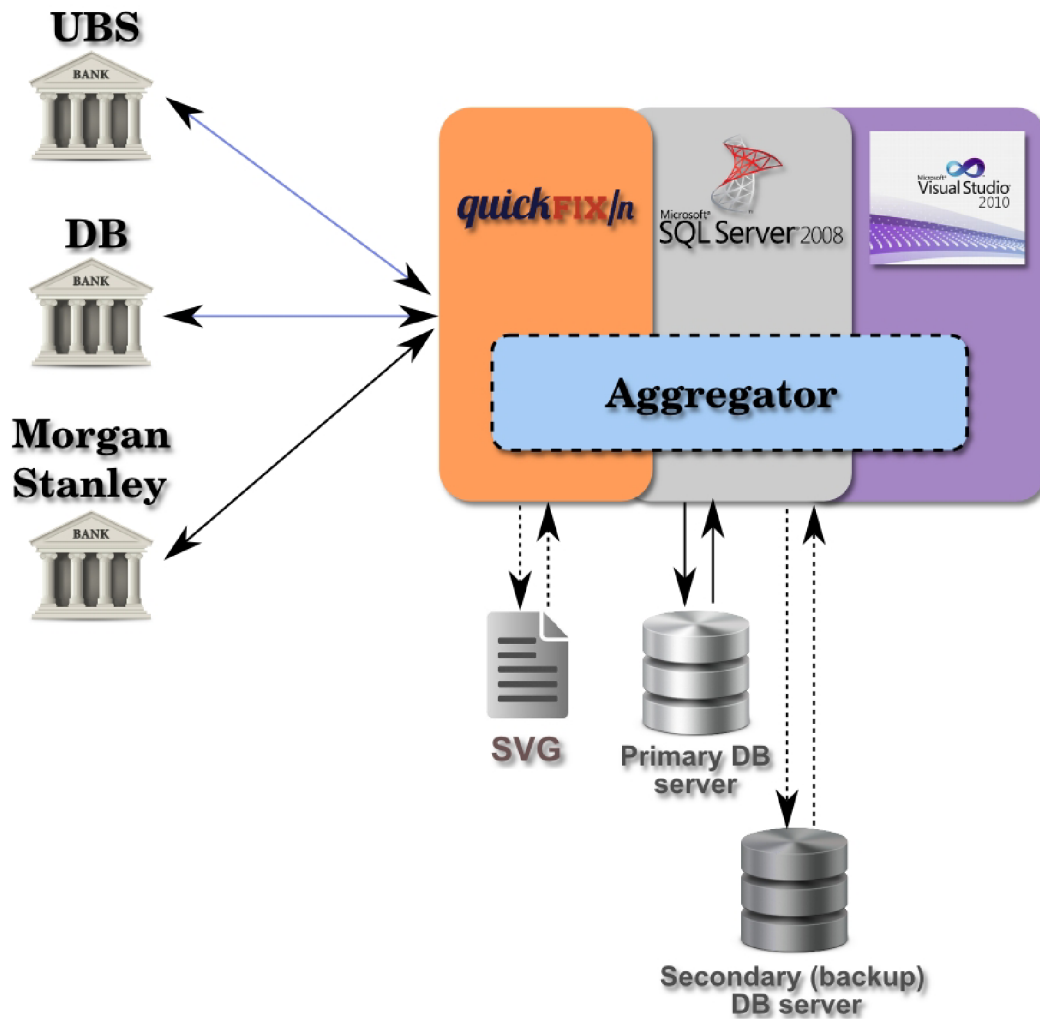 UBS
BANK
DB
BANK
Morgan
Stanley
BANK
quickFIX/n
Microsoft®
SQL Server® 2008
Microsoft®
Visual Studio®
2010
Aggregator
SVG
Primary DB
server
Secondary (backup)
DB server